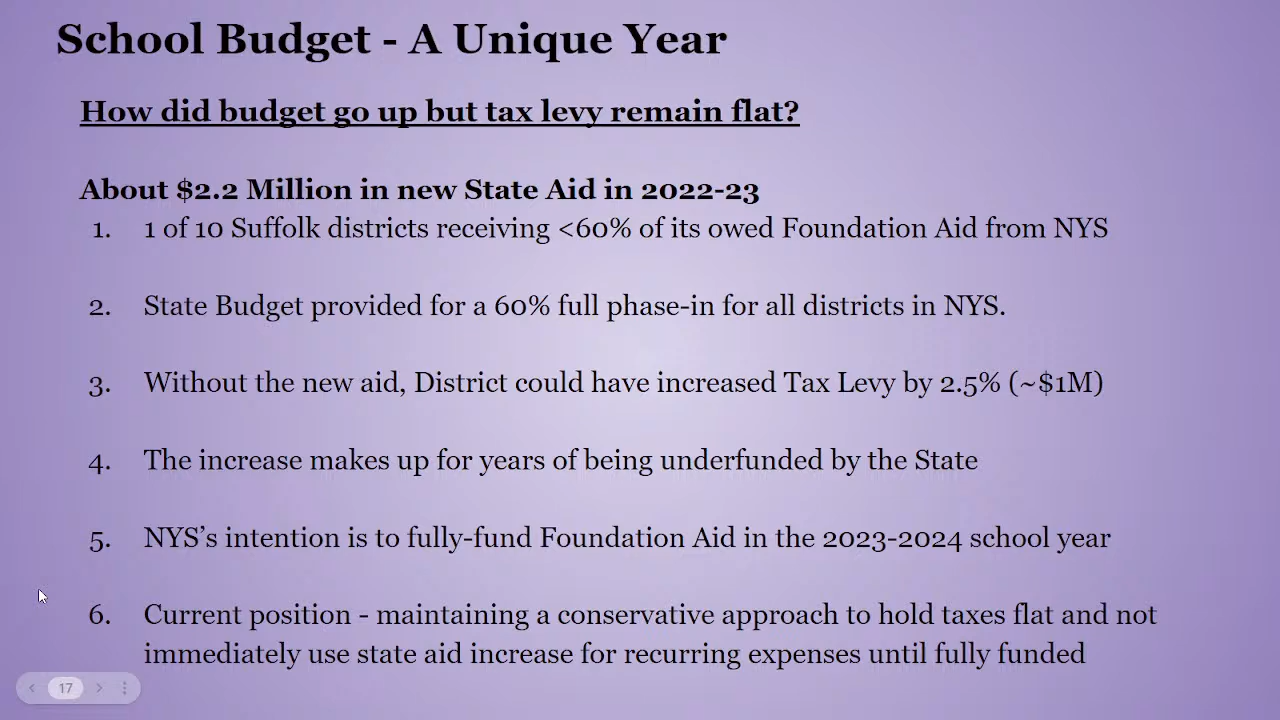 School Budget - A Unique Year
How did budget go up but tax levy remain flat?
About $2.2 Million in new State Aid in 2022-23
1. 1 of 10 Suffolk districts receiving <60% of its owed Foundation Aid from NYS
2. State Budget provided for a 60% full phase-in for all districts in NYS.
3. Without the new aid, District could have increased Tax Levy by 2.5% (~$1M)
4. The increase makes up for years of being underfunded by the State
5. NYS’s intention is to fully-fund Foundation Aid in the 2023-2024 school year
6. Current position - maintaining a conservative approach to hold taxes flat and not
immediately use state aid increase for recurring expenses until fully funded
17